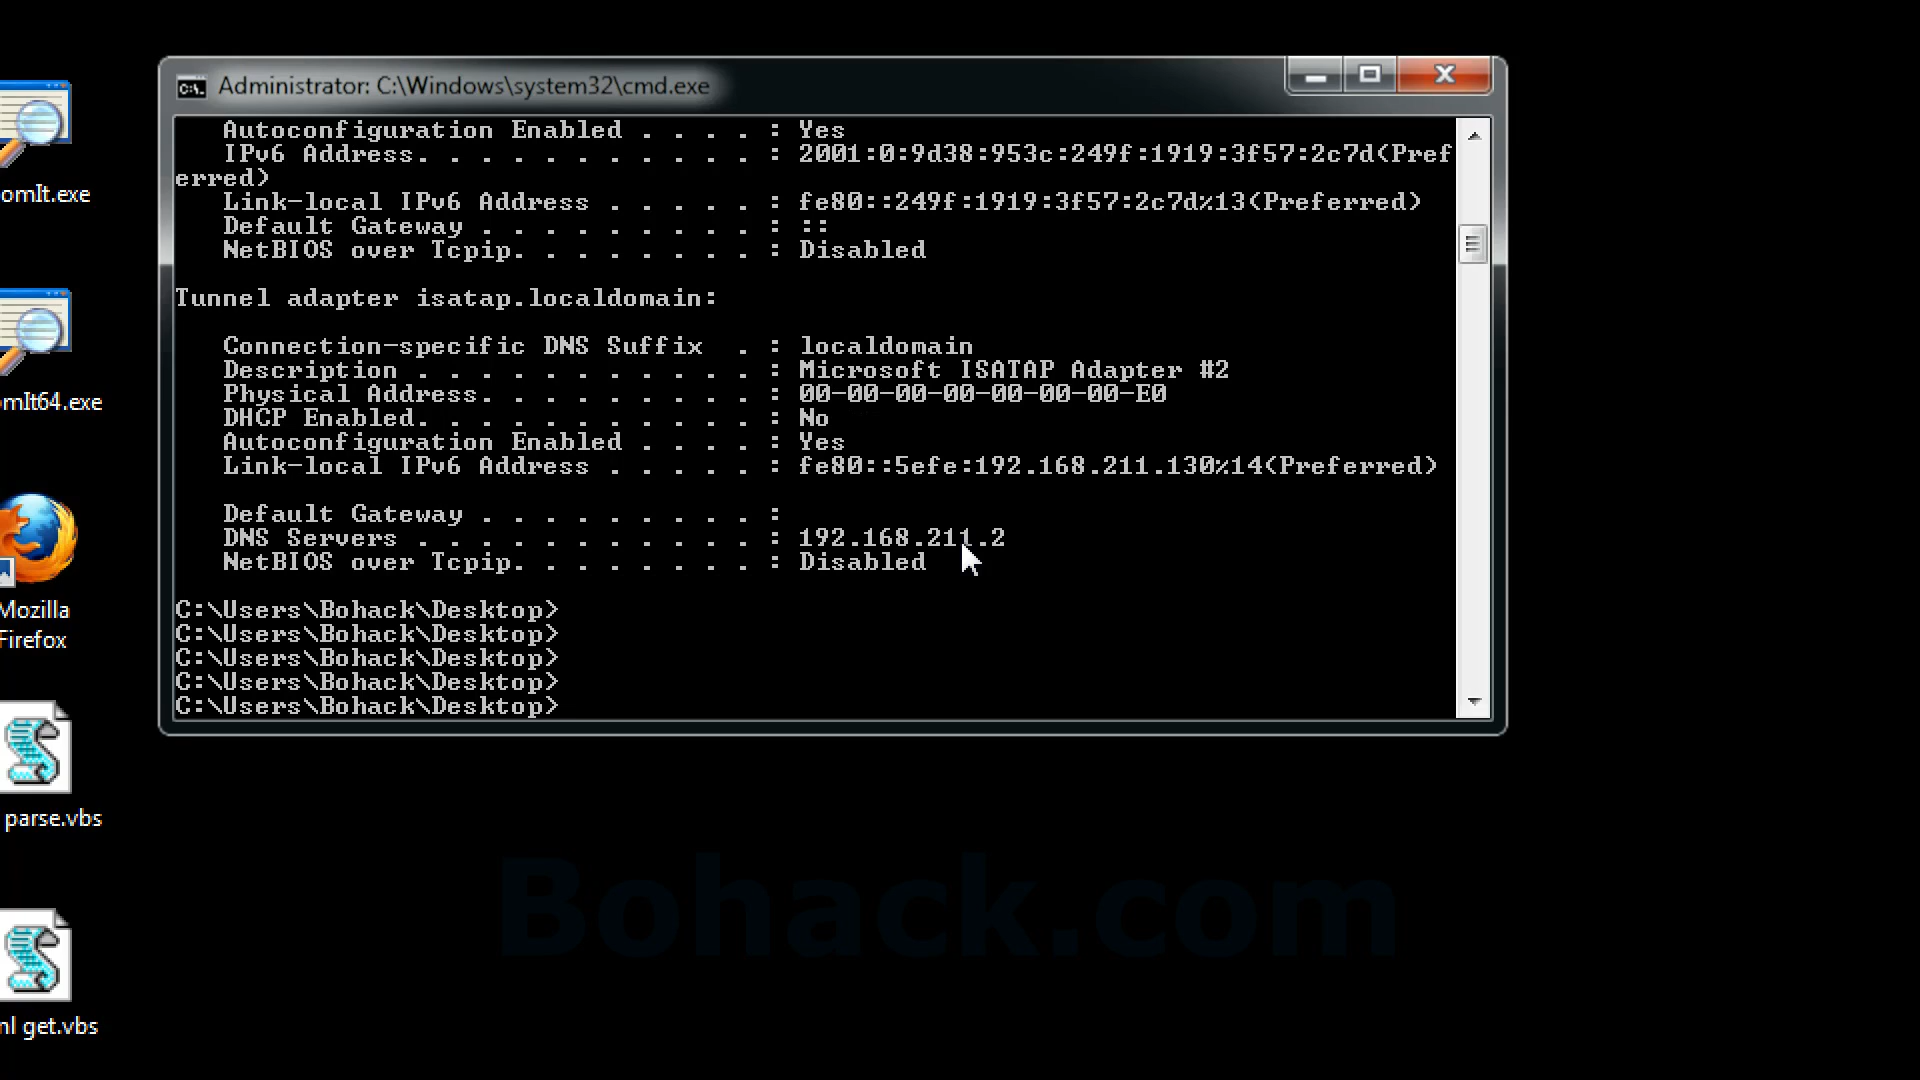 Administrator: C:\Windows\system32\cmd.exe
Autoconfiguration Enabled . . . . : Yes
IPv6 Address. . . . . . . . . . . : 2001:0:9d38:953c:249f:1919:3f57:2c7d(Pref
erred)
Link-local IPv6 Address . . . . . : fe80::249f:1919:3f57:2c7d%13(Preferred)
Default Gateway . . . . . . . . . : ::
NetBIOS over Tcpip. . . . . . . . : Disabled
Tunnel adapter isatap.localdomain:
Connection-specific DNS Suffix  . : localdomain
Description . . . . . . . . . . . : Microsoft ISATAP Adapter #2
Physical Address. . . . . . . . . : 00-00-00-00-00-00-00-E0
DHCP Enabled. . . . . . . . . . . : No
Autoconfiguration Enabled . . . . : Yes
Link-local IPv6 Address . . . . . : fe80::5efe:192.168.211.130%14(Preferred)
Default Gateway . . . . . . . . . :
DNS Servers . . . . . . . . . . . : 192.168.211.2
NetBIOS over Tcpip. . . . . . . . : Disabled
C:\Users\Bohack\Desktop>
C:\Users\Bohack\Desktop>
C:\Users\Bohack\Desktop>
C:\Users\Bohack\Desktop>
C:\Users\Bohack\Desktop>
omIt.exe
mIt64.exe
Mozilla
Firefox
parse.vbs
get.vbs
Bohack.com